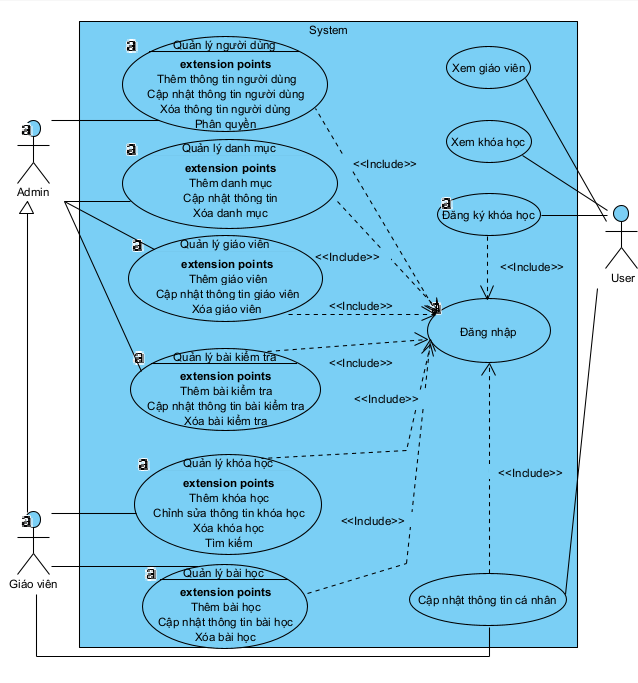 System
Quản lý người dùng
extension points
Thêm thông tin người dùng
Cập nhật thông tin người dùng
Xóa thông tin người dùng
Phân quyền
Xem giáo viên
Xem khóa học
Admin
Quản lý danh mục
extension points
Thêm danh mục
Cập nhật thông tin
Xóa danh mục
<<Include>>
Đăng ký khóa học
User
Quản lý giáo viên
extension points
Thêm giáo viên
Cập nhật thông tin giáo viên
Xóa giáo viên
<<Include>>
<<Include>>
<<Include>>
Đăng nhập
Quản lý bài kiểm tra
extension points
Thêm bài kiểm tra
Cập nhật thông tin bài kiểm tra
Xóa bài kiểm tra
<<Include>>
<<Include>>
Quản lý khóa học
extension points
Thêm khóa học
Chỉnh sửa thông tin khóa học
Xóa khóa học
Tìm kiếm
<<Include>>
<<Include>>
Giáo viên
Quản lý bài học
extension points
Thêm bài học
Cập nhật thông tin bài học
Xóa bài học
Cập nhật thông tin cá nhân
a
a
a
a
a
a
a
a
a
a